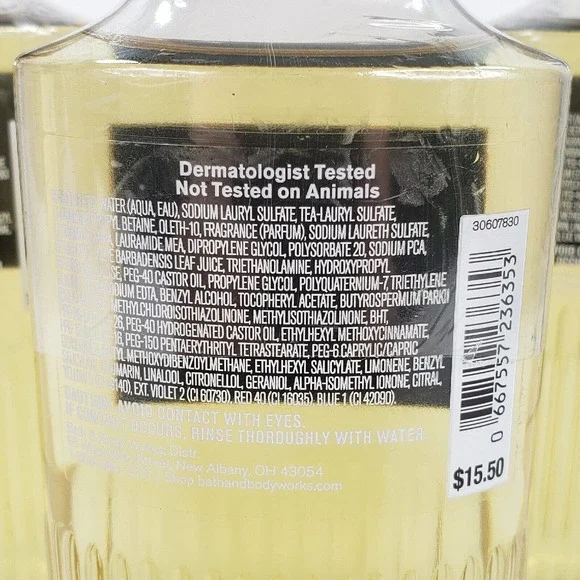 Dermatologist Tested
Not Tested on Animals
WATER (AQUA, EAU), SODIUM LAURYL SULFATE, TEA-LAURYL SULFATE,
BETAINE, OLETH-10, FRAGRANCE (PARFUM), SODIUM LAURETH SULFATE,
LAURAMIDE MEA, DIPROPYLENE GLYCOL, POLYSORBATE 20, SODIUM PCA,
BARBADENSIS LEAF JUICE, TRIETHANOLAMINE, HYDROXYPROPYL
PEG-40 CASTOR OIL, PROPYLENE GLYCOL, POLYQUATERNIUM-7, TRIETHYLENE
EDTA, BENZYL ALCOHOL, TOCOPHERYL ACETATE, BUTYROSPERMUM PARKII
METHYLISOTHIAZOLINONE, BHT,
26, PEG-40 HYDROGENATED CASTOR OIL, ETHYLHEXYL METHOXYCINNAMATE,
16, PEG-150 PENTAERYTHRITYL TETRASTEARATE, PEG-6 CAPRYLIC/CAPRIC
METHOXYDIBENZOYLMETHANE, ETHYLHEXYL SALICYLATE, LIMONENE, BENZYL
LINALOOL, CITRONELLOL, GERANIOL, ALPHA-ISOMETHYL IONONE, CITRAL,
EXT. VIOLET 2 (CI 60730), RED 40 (CI 16035), BLUE 1 (CI 42090).
AVOID CONTACT WITH EYES.
OCCURS, RINSE THOROUGHLY WITH WATER.
Distr.
Street, New Albany, OH 43054
Shop bathandbodyworks.com
30607830
0 667557 236353
$15.50